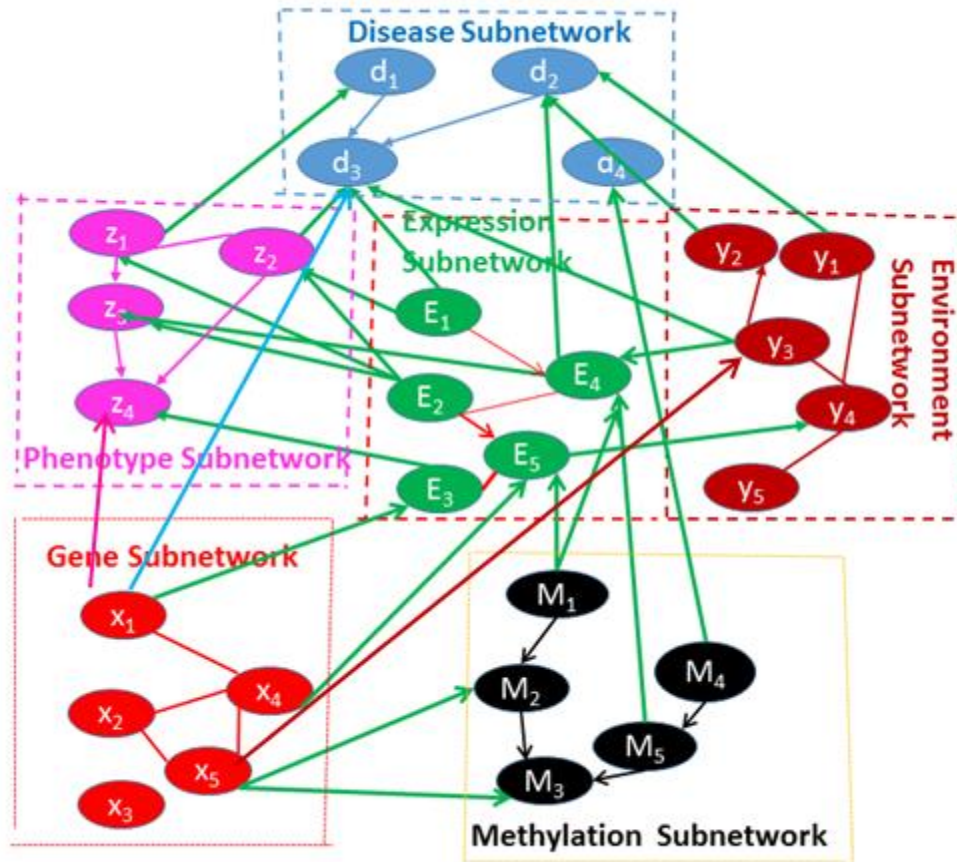 Disease Subnetwork
d1
d2
d3
d4
Expression
Subnetwork
z1
z2
z3
z4
Phenotype Subnetwork
E1
E2
E3
E4
E5
y2
y1
y3
y4
y5
Environment
Subnetwork
Gene Subnetwork
x1
x4
x2
x5
x3
M1
M2
M4
M5
M3
Methylation Subnetwork